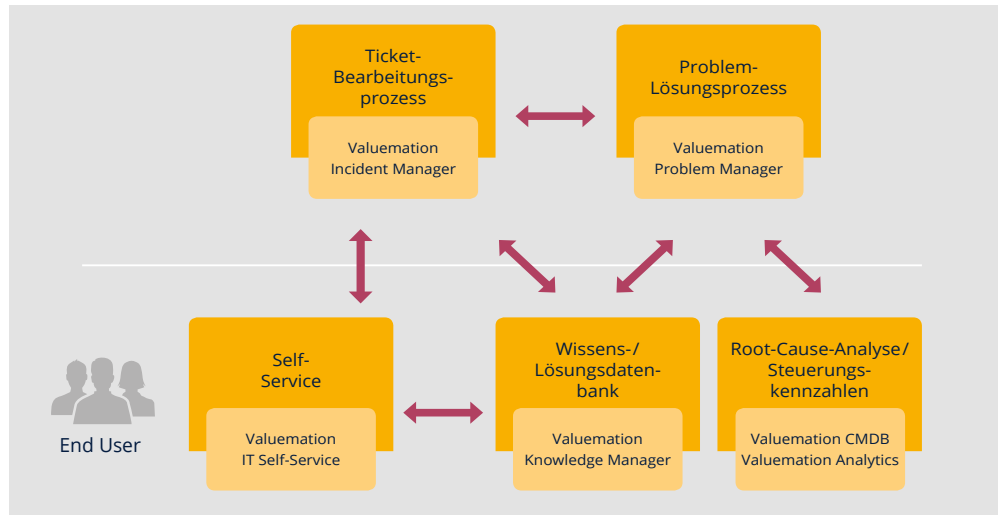 Ticket-
Bearbeitungs-
prozess
Valuemation
Incident Manager
Problem-
Lösungsprozess
Valuemation
Problem Manager
End User
Self-
Service
Valuemation
IT Self-Service
Wissens-/
Lösungsdaten-
bank
Valuemation
Knowledge Manager
Root-Cause-Analyse/
Steuerungs-
kennzahlen
Valuemation CMDB
Valuemation Analytics